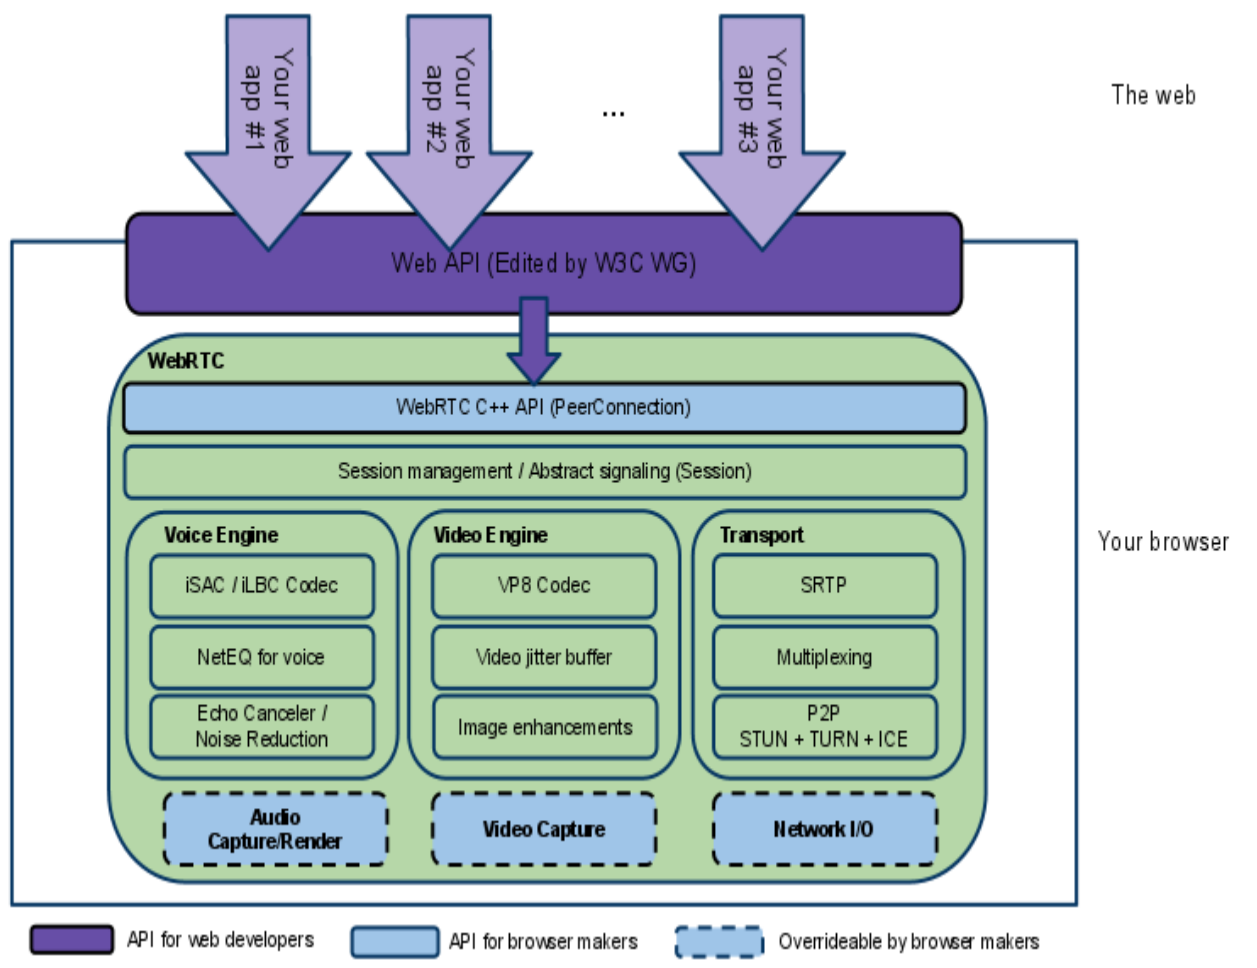 Your web
app #1
Your web
app #2
...
Your web
app #3
The web
Web API (Edited by W3C WG)
WebRTC
WebRTC C++ API (PeerConnection)
Session management / Abstract signaling (Session)
Your browser
Voice Engine
iSAC / iLBC Codec
NetEQ for voice
Echo Canceler /
Noise Reduction
Video Engine
VP8 Codec
Video jitter buffer
Image enhancements
Transport
SRTP
Multiplexing
P2P
STUN + TURN + ICE
Audio
Capture/Render
Video Capture
Network I/O
API for web developers
API for browser makers
Overrideable by browser makers